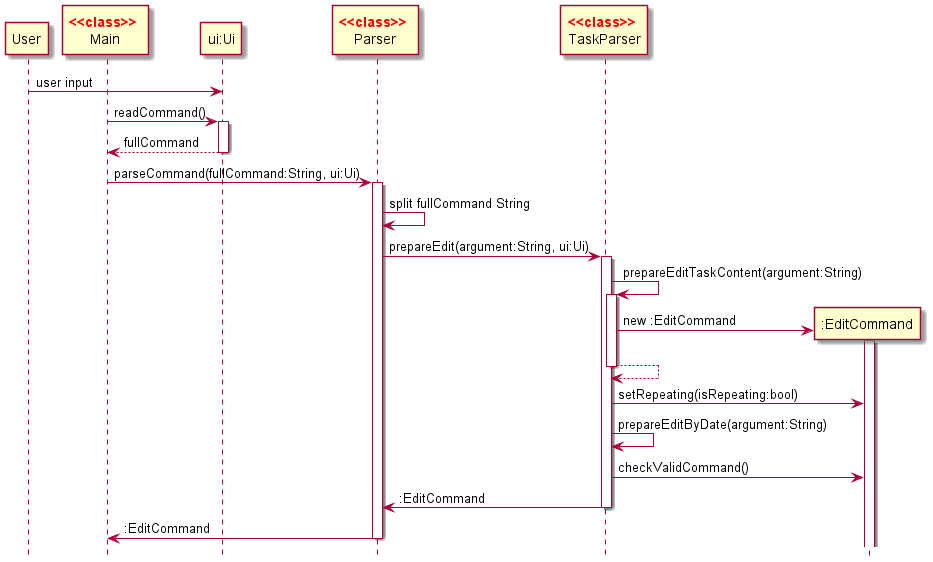 <<class>>
<<class>>
<<class>>
User
Main
ui:Ui
Parser
TaskParser
user input
readCommand()
fullCommand
parseCommand(fullCommand:String, ui:Ui)
split fullCommand String
prepareEdit(argument:String, ui:Ui)
prepareEditTaskContent(argument:String)
new :EditCommand
:EditCommand
setRepeating(isRepeating:bool)
prepareEditByDate(argument:String)
checkValidCommand()
:EditCommand
:EditCommand